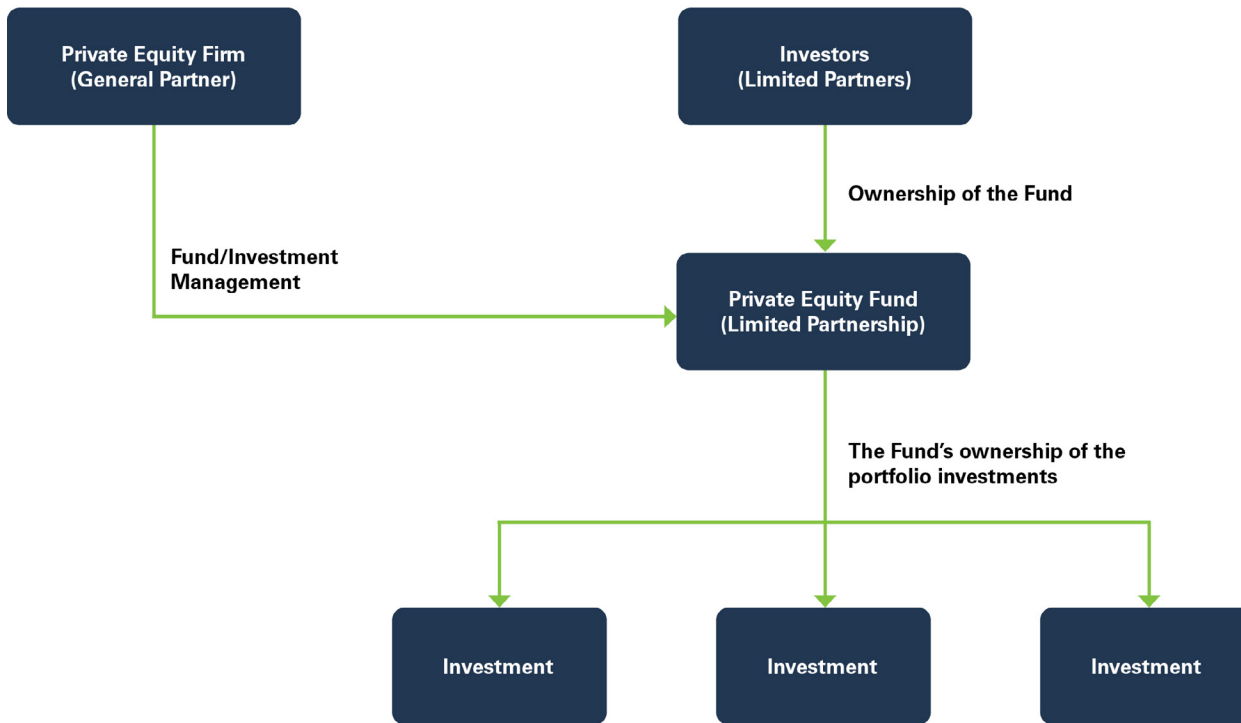 Private Equity Firm
(General Partner)
Investors
(Limited Partners)
Ownership of the Fund
Fund/Investment
Management
Private Equity Fund
(Limited Partnership)
The Fund’s ownership of the
portfolio investments
Investment
Investment
Investment